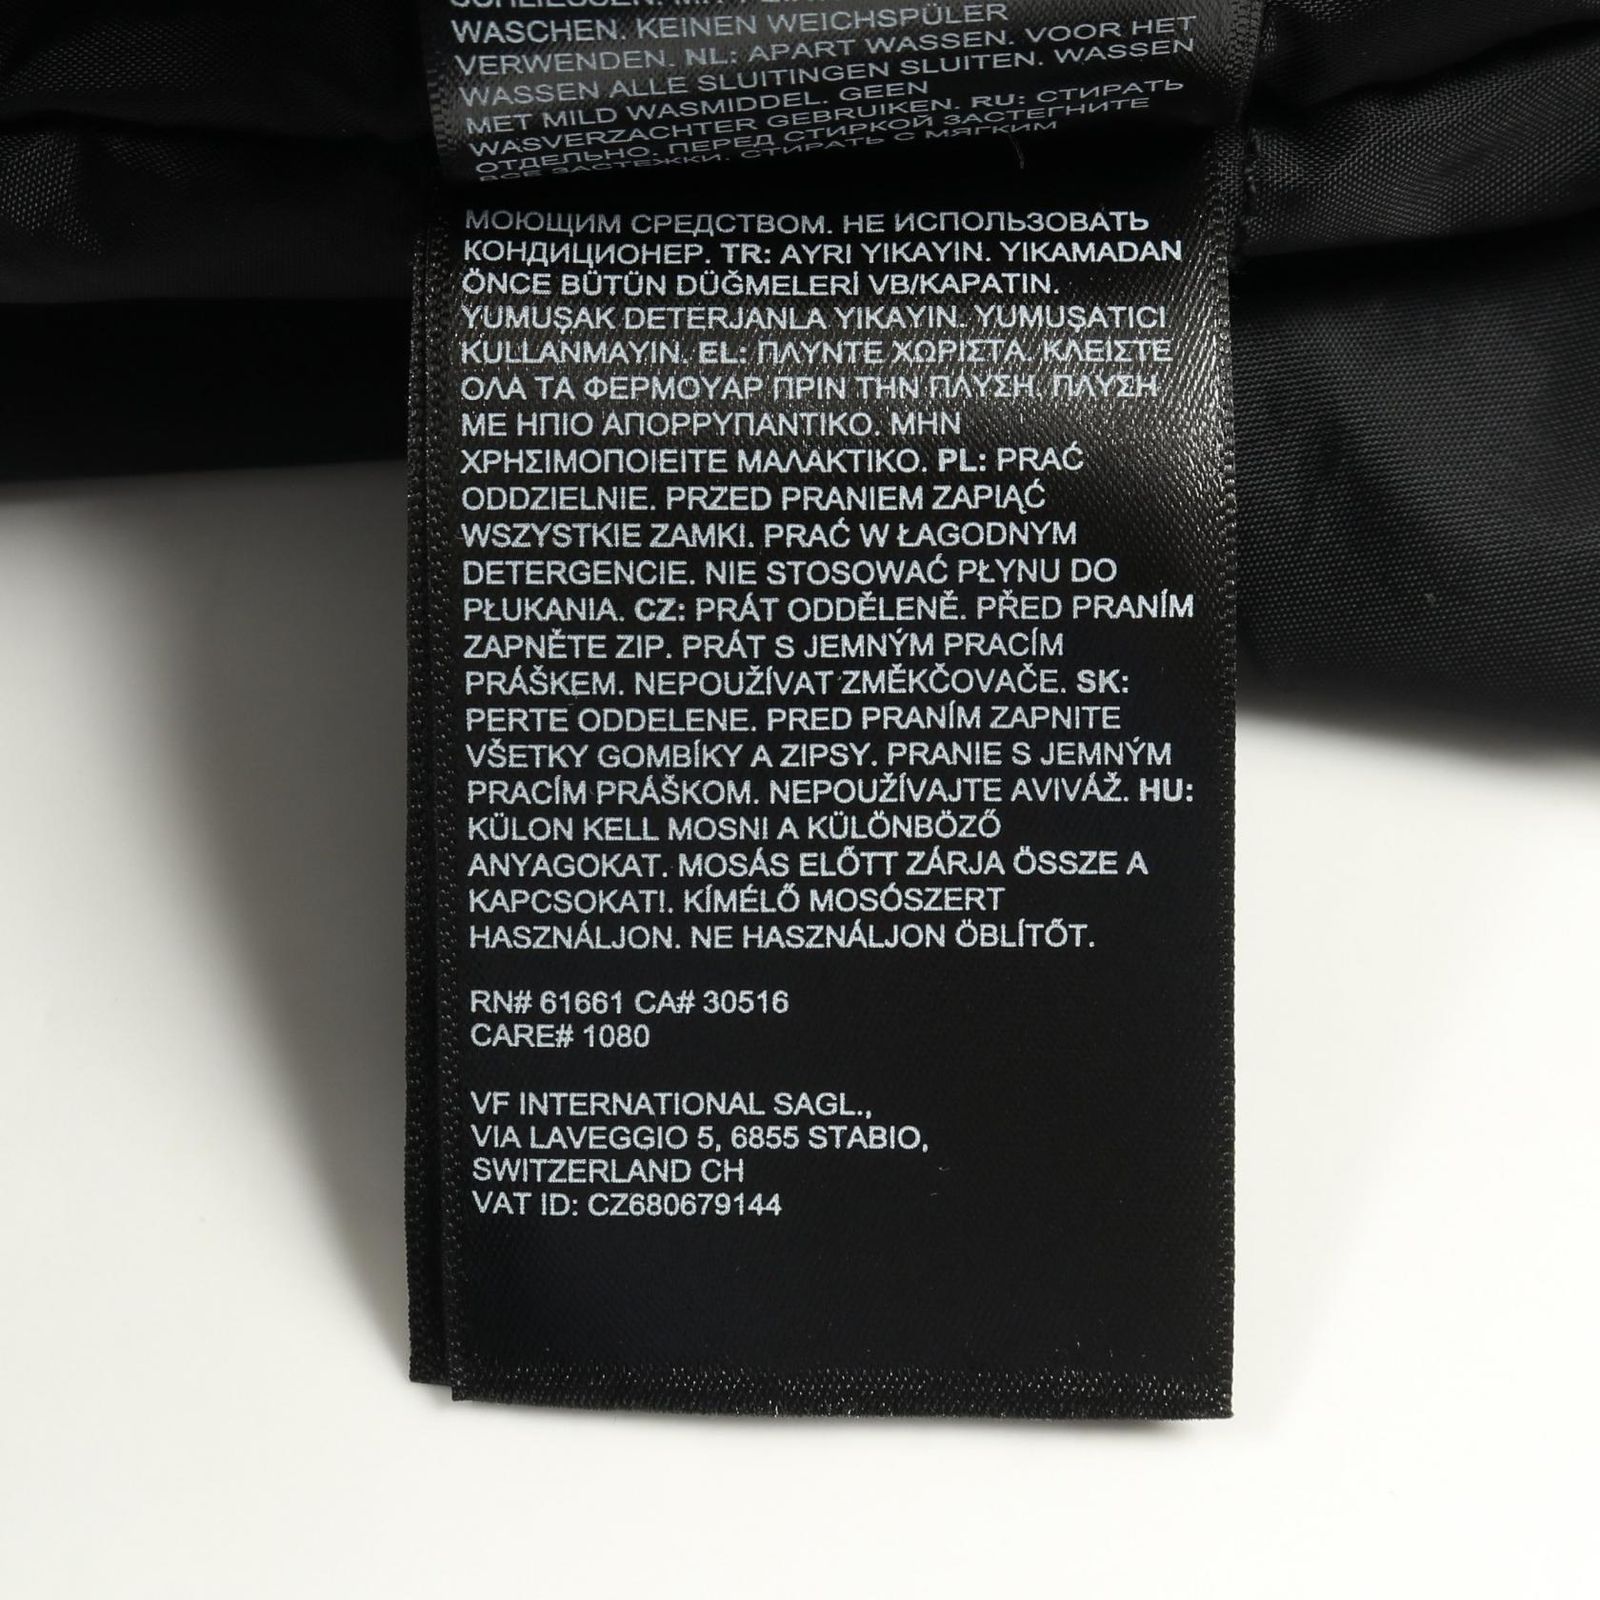 WASCHEN. KEINEN WEICHSPÜLER
VERWENDEN. NL: APART WASSEN. VOOR HET
WASSEN ALLE SLUITINGEN SLUITEN. WASSEN
MET MILD WASMIDDEL. GEEN
WASVERZACHTER GEBRUIKEN. RU: СТИРАТЬ
ОТДЕЛЬНО. ПЕРЕД СТИРКОЙ ЗАСТЕГНИТЕ
ВСЕ ЗАСТЕЖКИ. СТИРАТЬ С МЯГКИМ
МОЮЩИМ СРЕДСТВОМ. НЕ ИСПОЛЬЗОВАТЬ
КОНДИЦИОНЕР. TR: AYRI YIKAYIN. YIKAMADAN
ÖNCE BÜTÜN DÜĞMELERİ VB/KAPATIN.
YUMUŞAK DETERJANLA YIKAYIN. YUMUŞATICI
KULLANMAYIN. EL: ΠΛΥΝΤΕ ΧΩΡΙΣΤΑ. ΚΛΕΙΣΤΕ
ΟΛΑ ΤΑ ΦΕΡΜΟΥΑΡ ΠΡΙΝ ΤΗΝ ΠΛΥΣΗ. ΠΛΥΣΗ
ΜΕ ΗΠΙΟ ΑΠΟΡΡΥΠΑΝΤΙΚΟ. ΜΗΝ
ΧΡΗΣΙΜΟΠΟΙΕΙΤΕ ΜΑΛΑΚΤΙΚΟ. PL: PRAĆ
ODDZIELNIE. PRZED PRANIEM ZAPIĄĆ
WSZYSTKIE ZAMKI. PRAĆ W ŁAGODNYM
DETERGENCIE. NIE STOSOWAĆ PŁYNU DO
PŁUKANIA. CZ: PRÁT ODDĚLENĚ. PŘED PRANÍM
ZAPNĚTE ZIP. PRÁT S JEMNÝM PRACÍM
PRÁŠKEM. NEPOUŽÍVAT ZMĚKČOVAČE. SK:
PERTE ODDELENE. PRED PRANÍM ZAPNITE
VŠETKY GOMBÍKY A ZIPSY. PRANIE S JEMNÝM
PRACÍM PRÁŠKOM. NEPOUŽÍVAJTE AVIVÁŽ. HU:
KÜLON KELL MOSNI A KÜLÖNBÖZŐ
ANYAGOKAT. MOSÁS ELŐTT ZÁRJA ÖSSZE A
KAPCSOKAT!. KÍMÉLŐ MOSÓSZERT
HASZNÁLJON. NE HASZNÁLJON ÖBLÍTŐT.
RN# 61661 CA# 30516
CARE# 1080
VF INTERNATIONAL SAGL.,
VIA LAVEGGIO 5, 6855 STABIO,
SWITZERLAND CH
VAT ID: CZ680679144